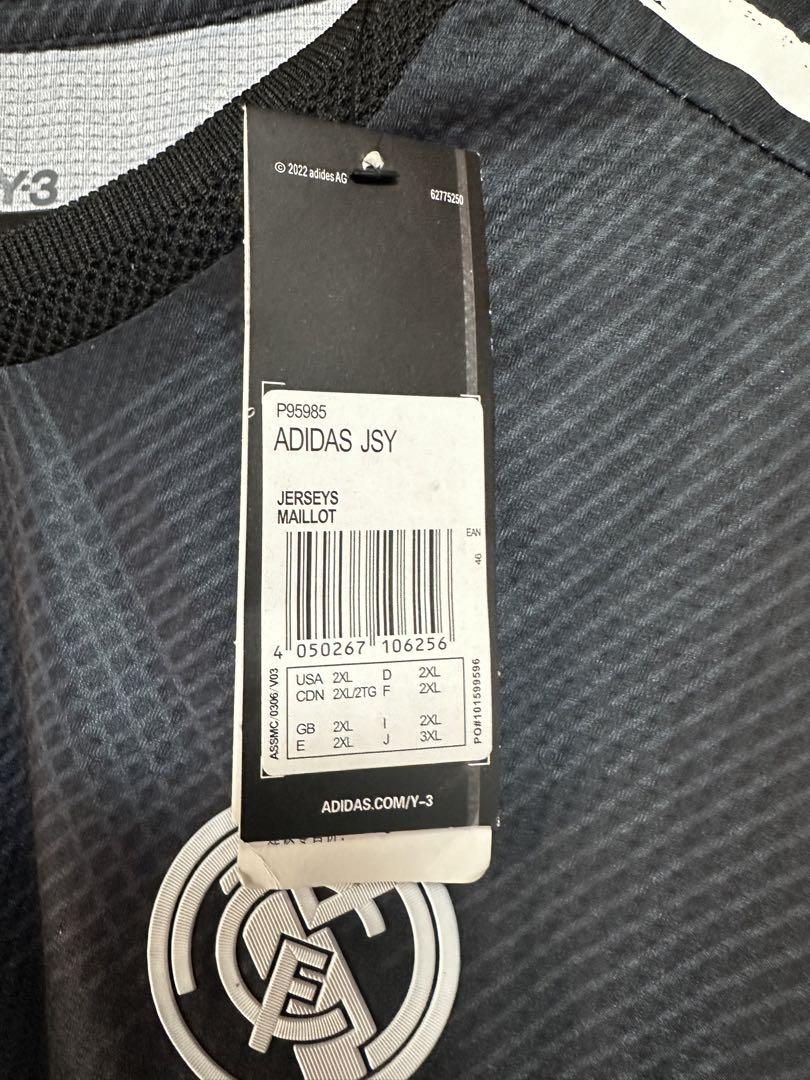 Y-3
© 2022 adides AG
62775250
P95985
ADIDAS JSY
JERSEYS
MAILLOT
EAN
46
4 050267 106256
USA 2XL D 2XL
CDN 2XL/2TG F 2XL
GB 2XL I 2XL
E 2XL J 3XL
ASSMC/0306/V03
PO#101599596
ADIDAS.COM/Y-3